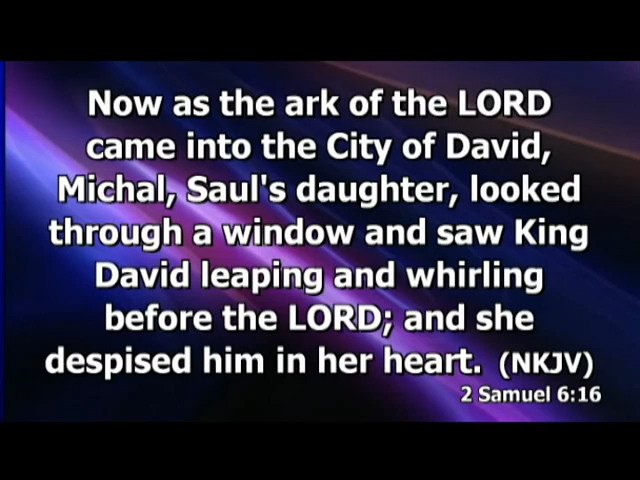 Now as the ark of the LORD
came into the City of David,
Michal, Saul's daughter, looked
through a window and saw King
David leaping and whirling
before the LORD; and she
despised him in her heart. (NKJV)
2 Samuel 6:16